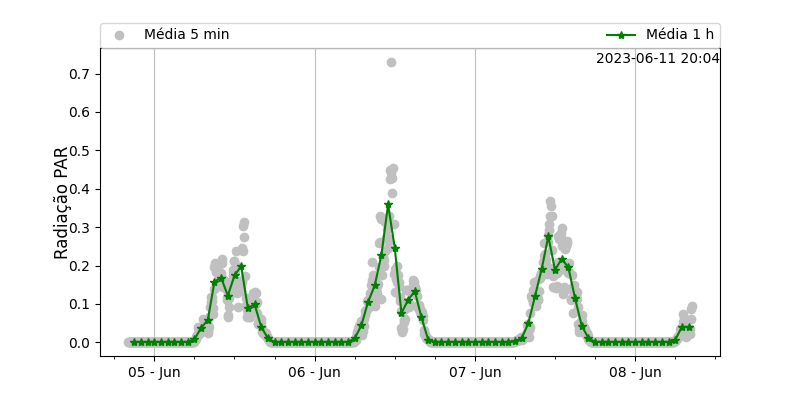 Média 5 min
Média 1 h
2023-06-11 20:04
Radiação PAR
0.7
0.6
0.5
0.4
0.3
0.2
0.1
0.0
05 - Jun
06 - Jun
07 - Jun
08 - Jun